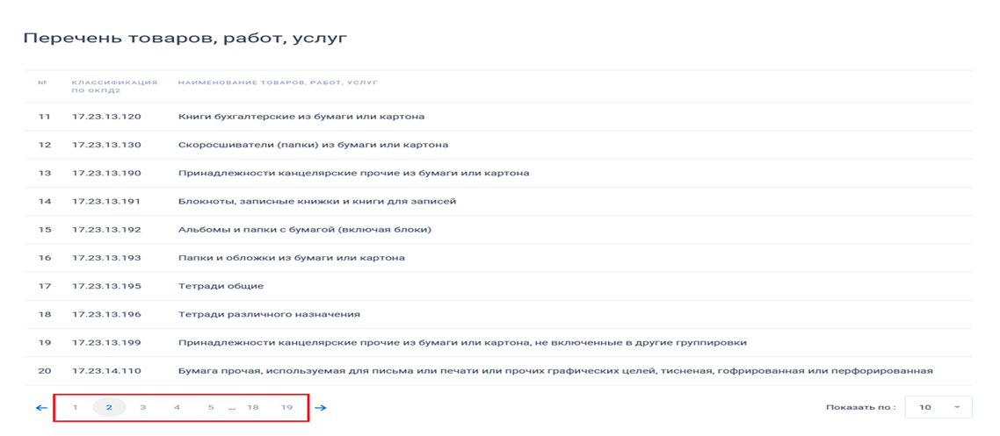 Перечень товаров, работ, услуг
№ КЛАССИФИКАЦИЯ ПО ОКПД2 НАИМЕНОВАНИЕ ТОВАРОВ, РАБОТ, УСЛУГ
11 17.23.13.120 Книги бухгалтерские из бумаги или картона
12 17.23.13.130 Скоросшиватели (папки) из бумаги или картона
13 17.23.13.190 Принадлежности канцелярские прочие из бумаги или картона
14 17.23.13.191 Блокноты, записные книжки и книги для записей
15 17.23.13.192 Альбомы и папки с бумагой (включая блоки)
16 17.23.13.193 Папки и обложки из бумаги или картона
17 17.23.13.195 Тетради общие
18 17.23.13.196 Тетради различного назначения
19 17.23.13.199 Принадлежности канцелярские прочие из бумаги или картона, не включенные в другие группировки
20 17.23.14.110 Бумага прочая, используемая для письма или печати или прочих графических целей, тисненая, гофрированная или перфорированная
← 1 2 3 4 5 ... 18 19 → Показать по : 10